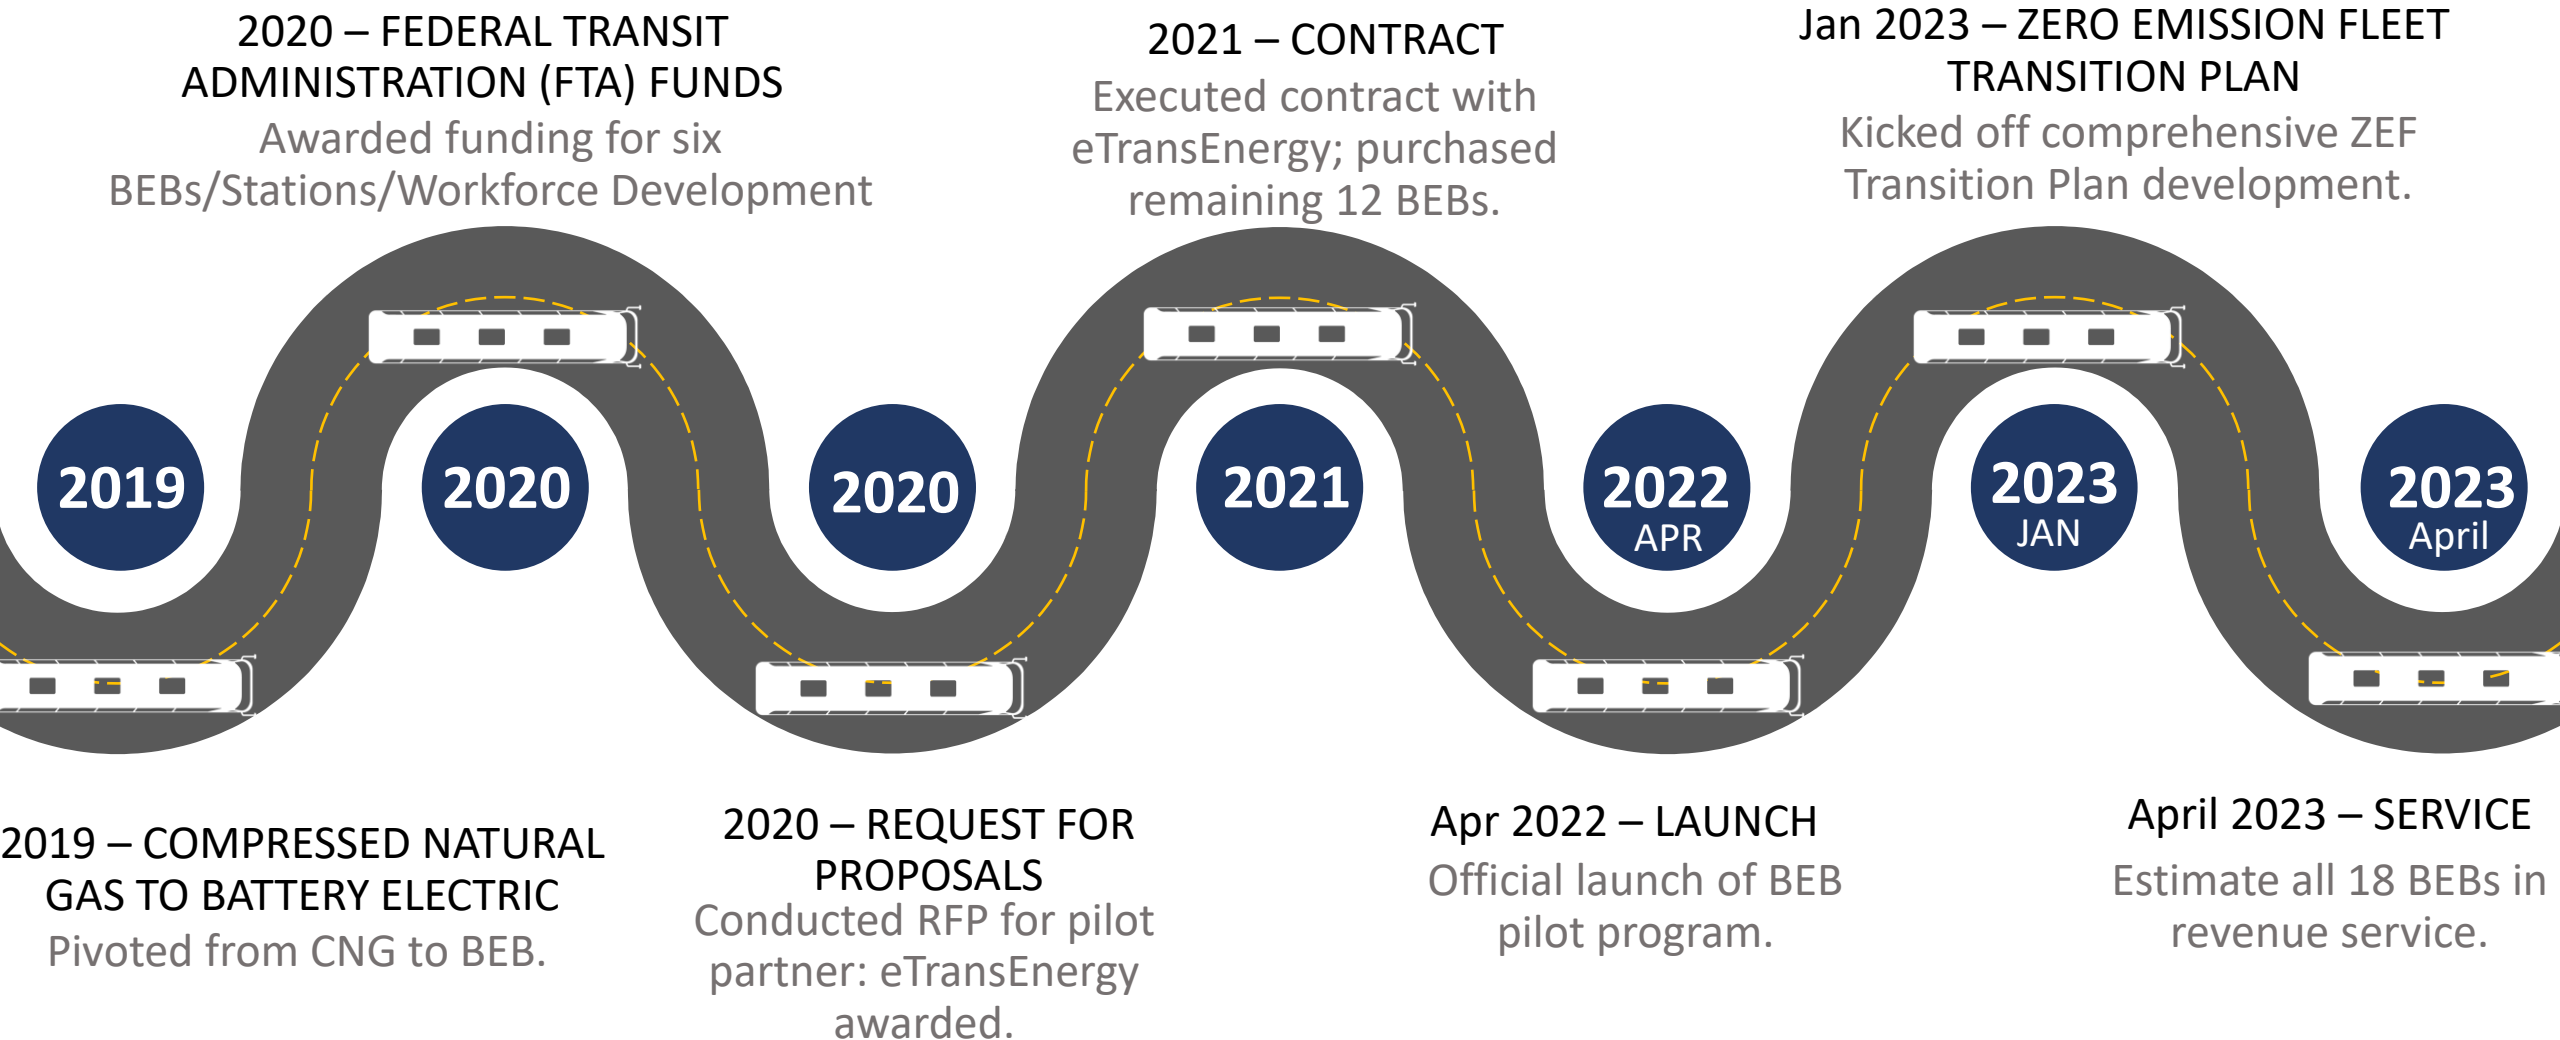 2020 – FEDERAL TRANSIT
ADMINISTRATION (FTA) FUNDS
Awarded funding for six
BEBs/Stations/Workforce Development
2021 – CONTRACT
Executed contract with
eTransEnergy; purchased
remaining 12 BEBs.
Jan 2023 – ZERO EMISSION FLEET
TRANSITION PLAN
Kicked off comprehensive ZEF
Transition Plan development.
2019
2020
2020
2021
2022
APR
2023
JAN
2023
April
2019 – COMPRESSED NATURAL
GAS TO BATTERY ELECTRIC
Pivoted from CNG to BEB.
2020 – REQUEST FOR
PROPOSALS
Conducted RFP for pilot
partner: eTransEnergy
awarded.
Apr 2022 – LAUNCH
Official launch of BEB
pilot program.
April 2023 – SERVICE
Estimate all 18 BEBs in
revenue service.